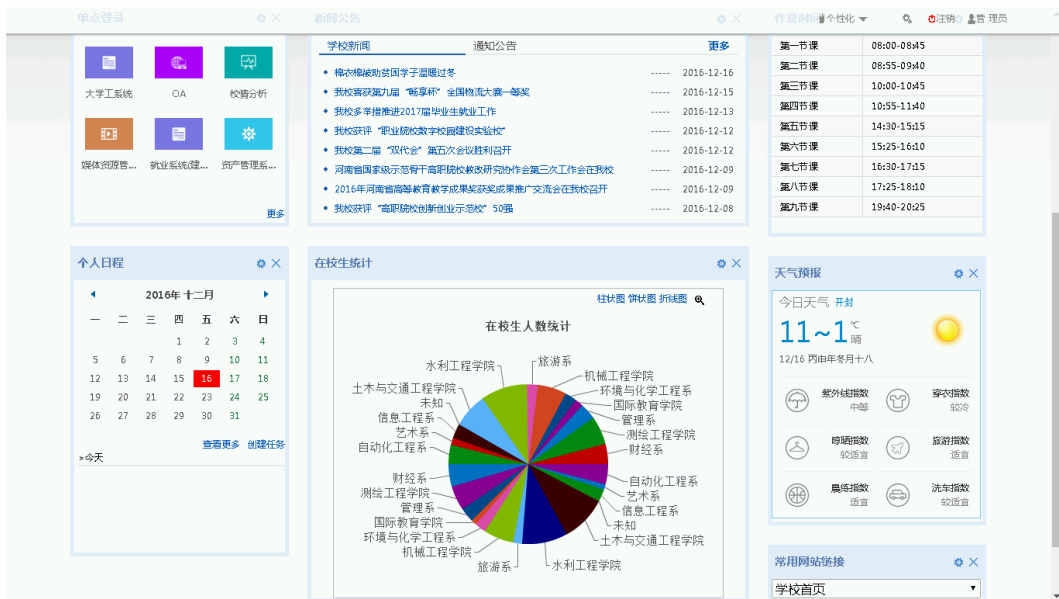 单点登录
新闻公告
作息时间
个性化
注销
管 理员
大学工系统
OA
校情分析
媒体资源管...
就业系统(建...
资产管理系...
更多
学校新闻 通知公告 更多
棉衣棉被助贫困学子温暖过冬 ----- 2016-12-16
我校喜获第九届“畅享杯”全国物流大赛一等奖 ----- 2016-12-15
我校多举措推进2017届毕业生就业工作 ----- 2016-12-13
我校获评“职业院校数字校园建设实验校” ----- 2016-12-12
我校第二届“双代会”第五次会议胜利召开 ----- 2016-12-12
河南省国家级示范骨干高职院校教改研究协作会第三次工作会在我校 ----- 2016-12-09
2016年河南省高等教育教学成果奖获奖成果推广交流会在我校召开 ----- 2016-12-09
我校获评“高职院校创新创业示范校”50强 ----- 2016-12-08
第一节课 08:00-08:45
第二节课 08:55-09:40
第三节课 10:00-10:45
第四节课 10:55-11:40
第五节课 14:30-15:15
第六节课 15:25-16:10
第七节课 16:30-17:15
第八节课 17:25-18:10
第九节课 19:40-20:25
个人日程
2016年 十二月
一 二 三 四 五 六 日
1 2 3 4
5 6 7 8 9 10 11
12 13 14 15 16 17 18
19 20 21 22 23 24 25
26 27 28 29 30 31
查看更多 创建任务
>今天
在校生统计
柱状图 饼状图 折线图
在校生人数统计
水利工程学院
土木与交通工程学院
未知
信息工程系
艺术系
自动化工程系
财经系
测绘工程学院
管理系
国际教育学院
环境与化学工程系
机械工程学院
旅游系
旅游系
机械工程学院
环境与化学工程系
国际教育学院
管理系
测绘工程学院
财经系
自动化工程系
艺术系
信息工程系
未知
土木与交通工程学院
水利工程学院
天气预报
今日天气 开封
11~1℃
晴
12/16 丙申年冬月十八
紫外线指数
中等
穿衣指数
较冷
晾晒指数
较适宜
旅游指数
适宜
晨练指数
适宜
洗车指数
较适宜
常用网站链接
学校首页